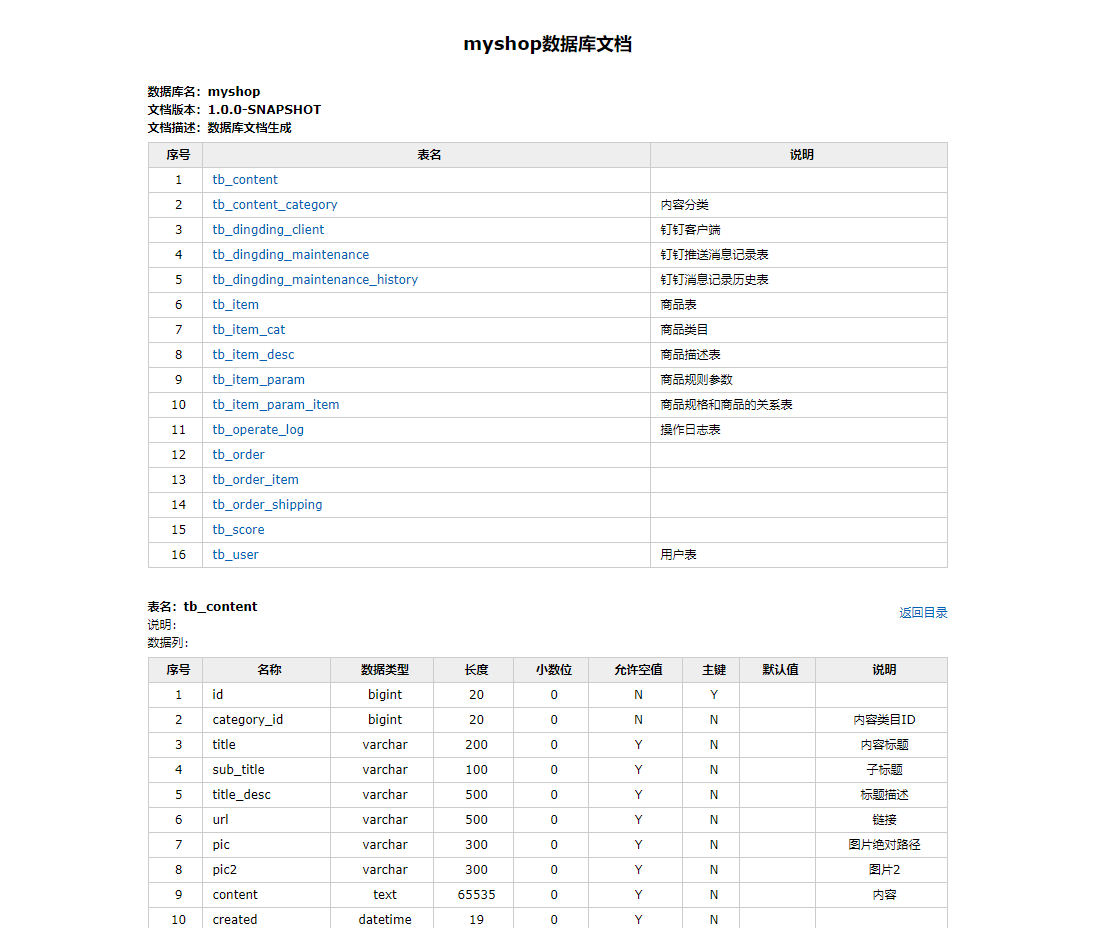 myshop数据库文档
数据库名：myshop
文档版本：1.0.0-SNAPSHOT
文档描述：数据库文档生成
序号 表名 说明
1 tb_content
2 tb_content_category 内容分类
3 tb_dingding_client 钉钉客户端
4 tb_dingding_maintenance 钉钉推送消息记录表
5 tb_dingding_maintenance_history 钉钉消息记录历史表
6 tb_item 商品表
7 tb_item_cat 商品类目
8 tb_item_desc 商品描述表
9 tb_item_param 商品规则参数
10 tb_item_param_item 商品规格和商品的关系表
11 tb_operate_log 操作日志表
12 tb_order
13 tb_order_item
14 tb_order_shipping
15 tb_score
16 tb_user 用户表
表名：tb_content
返回目录
说明：
数据列：
序号 名称 数据类型 长度 小数位 允许空值 主键 默认值 说明
1 id bigint 20 0 N Y
2 category_id bigint 20 0 N N 内容类目ID
3 title varchar 200 0 Y N 内容标题
4 sub_title varchar 100 0 Y N 子标题
5 title_desc varchar 500 0 Y N 标题描述
6 url varchar 500 0 Y N 链接
7 pic varchar 300 0 Y N 图片绝对路径
8 pic2 varchar 300 0 Y N 图片2
9 content text 65535 0 Y N 内容
10 created datetime 19 0 Y N